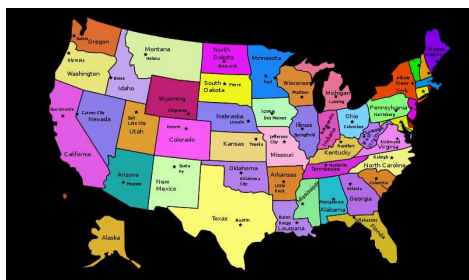 Oregon
Salem
Olympia
Washington
Montana
Helena
Boise
Idaho
North
Dakota
Bismarck
Minnesota
St.
Paul
South
Dakota
Pierre
Wyoming
Cheyenne
Wisconsin
Madison
Michigan
Lansing
Albany
New
York
Pennsylvania
Harrisburg
Sacramento
California
Carson City
Nevada
Salt
Lake City
Utah
Denver
Colorado
Nebraska
Lincoln
Iowa
Des Moines
Illinois
Springfield
Ohio
Columbus
Kansas
Topeka
Jefferson
City
Missouri
Frankfort
Kentucky
Richmond
Virginia
Raleigh
North Carolina
Nashville
Tennessee
Arizona
Phoenix
Santa
Fe
New
Mexico
Oklahoma
Oklahoma
City
Arkansas
Little
Rock
Mississippi
Montgomery
Alabama
Atlanta
Georgia
Texas
Austin
Baton
Rouge
Louisiana
Tallahassee
Florida
Alaska